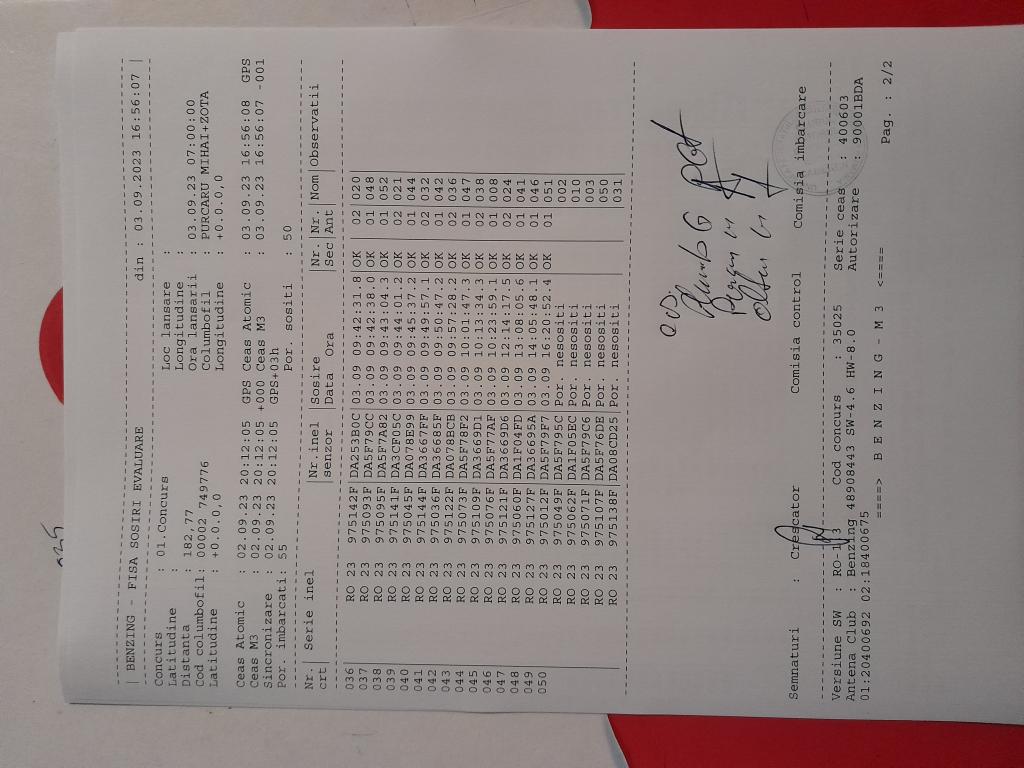 | BENZING - FISA SOSIRI EVALUARE din : 03.09.2023 16:56:07 |
Concurs : 01.Concurs Loc lansare :
Latitudine : Longitudine :
Distanta : 182,77 Ora lansarii : 03.09.23 07:00:00
Cod columbofil: 00002 749776 Columbofil : PURCARU MIHAI+ZOTA
Latitudine : +0.0.0,0 Longitudine : +0.0.0,0
Ceas Atomic : 02.09.23 20:12:05 GPS Ceas Atomic : 03.09.23 16:56:08 GPS
Ceas M3 : 02.09.23 20:12:05 +000 Ceas M3 : 03.09.23 16:56:07 -001
Sincronizare : 02.09.23 20:12:05 GPS+03h
Por. imbarcati: 55 Por. sositi : 50
Nr.| Serie inel |Nr.inel |Sosire |Nr. |Nr. |Nom |Observatii
crt| |senzor |Data Ora |Sec |Ant
036 RO 23 975142F DA253B0C 03.09 09:42:31.8 OK 02 020
037 RO 23 975093F DA5F79CC 03.09 09:42:38.0 OK 01 048
038 RO 23 975095F DA5F7A82 03.09 09:43:04.3 OK 01 052
039 RO 23 975141F DA3CF05C 03.09 09:44:01.2 OK 02 021
040 RO 23 975045F DA078E99 03.09 09:45:37.2 OK 01 044
041 RO 23 975144F DA3667FF 03.09 09:49:57.1 OK 02 032
042 RO 23 975036F DA36685F 03.09 09:50:47.2 OK 01 042
043 RO 23 975122F DA078BCB 03.09 09:57:28.2 OK 02 036
044 RO 23 975073F DA5F78F2 03.09 10:01:47.3 OK 01 047
045 RO 23 975109F DA3669D1 03.09 10:13:34.3 OK 02 038
046 RO 23 975076F DA5F77AF 03.09 10:23:59.1 OK 01 008
047 RO 23 975121F DA3669D6 03.09 12:14:17.5 OK 02 024
048 RO 23 975060F DA1F04FD 03.09 13:08:05.6 OK 01 041
049 RO 23 975127F DA36695A 03.09 14:05:48.1 OK 01 046
050 RO 23 975012F DA5F79F7 03.09 16:20:52.4 OK 01 051
RO 23 975049F DA5F795C Por. nesositi 002
RO 23 975062F DA1F05EC Por. nesositi 010
RO 23 975071F DA5F79C6 Por. nesositi 003
RO 23 975107F DA5F76DE Por. nesositi 050
RO 23 975138F DA08CD25 Por. nesositi 031
Semnaturi : Crescator Comisia control Comisia imbarcare
Versiune SW : RO-1.3 Cod concurs : 35025 Serie ceas : 400603
Antena Club : Benzing 48908443 SW-4.6 HW-8.0 Autorizare : 90001BDA
01:20400692 02:18400675
====> B E N Z I N G - M 3 <====
Pag. : 2/2